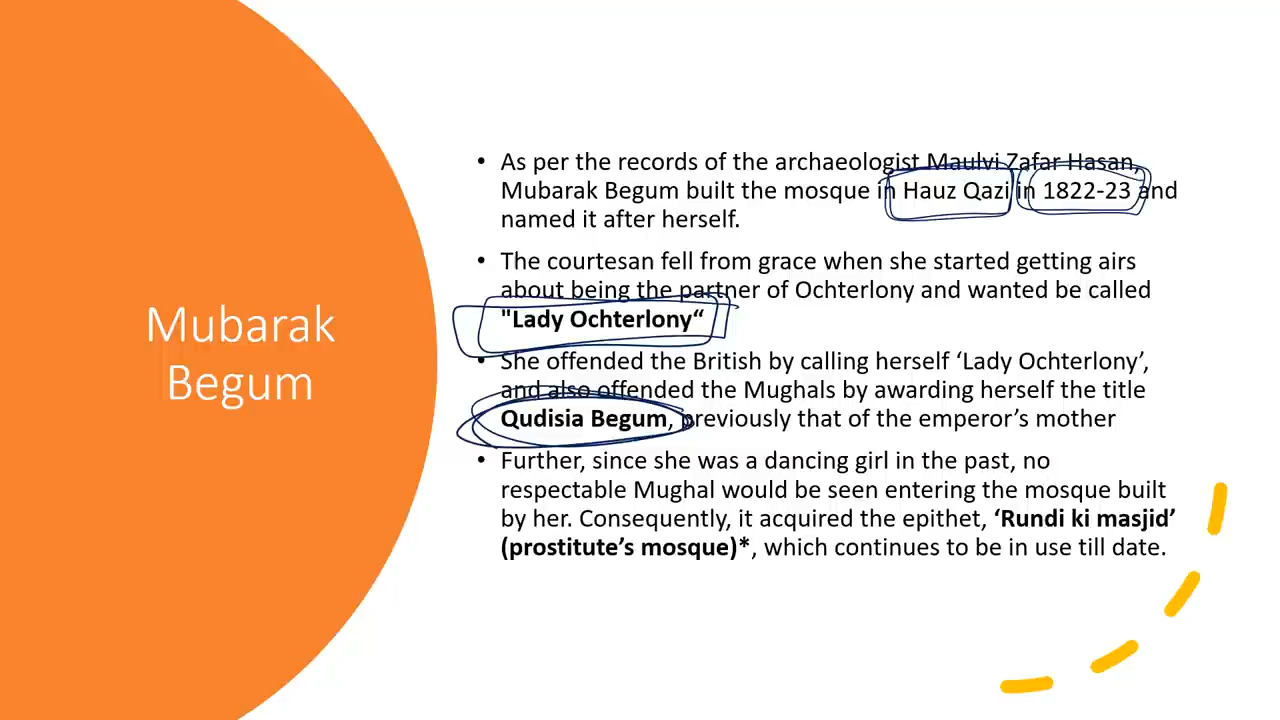 Mubarak
Begum
• As per the records of the archaeologist Maulvi Zafar Hasan,
Mubarak Begum built the mosque in Hauz Qazi in 1822-23 and
named it after herself.
• The courtesan fell from grace when she started getting airs
about being the partner of Ochterlony and wanted be called
"Lady Ochterlony“
• She offended the British by calling herself ‘Lady Ochterlony’,
and also offended the Mughals by awarding herself the title
Qudisia Begum, previously that of the emperor’s mother
• Further, since she was a dancing girl in the past, no
respectable Mughal would be seen entering the mosque built
by her. Consequently, it acquired the epithet, ‘Rundi ki masjid’
(prostitute’s mosque)*, which continues to be in use till date.